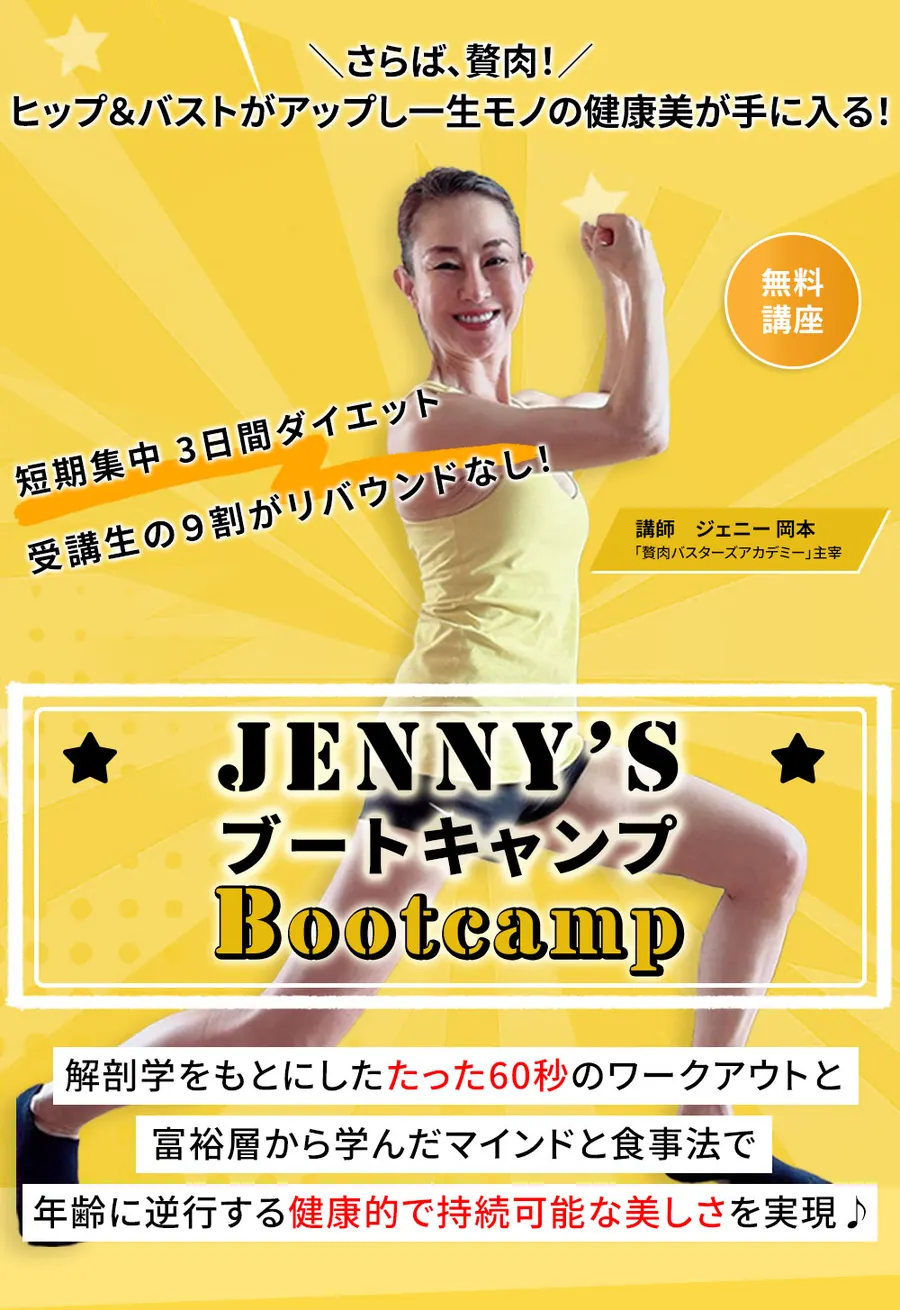 ＼さらば、贅肉！／
ヒップ＆バストがアップし一生モノの健康美が手に入る！
無料
講座
短期集中 3日間ダイエット
受講生の9割がリバウンドなし！
講師　ジェニー岡本
「贅肉バスターズアカデミー」主宰
JENNY’S
ブートキャンプ
Bootcamp
解剖学をもとにしたたった60秒のワークアウトと
富裕層から学んだマインドと食事法で
年齢に逆行する健康的で持続可能な美しさを実現♪